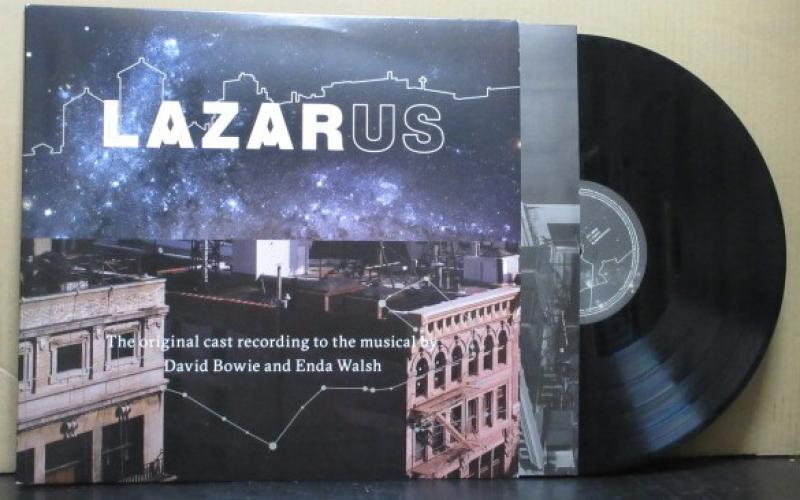 LAZARUS
The original cast recording to the musical by
David Bowie and Enda Walsh